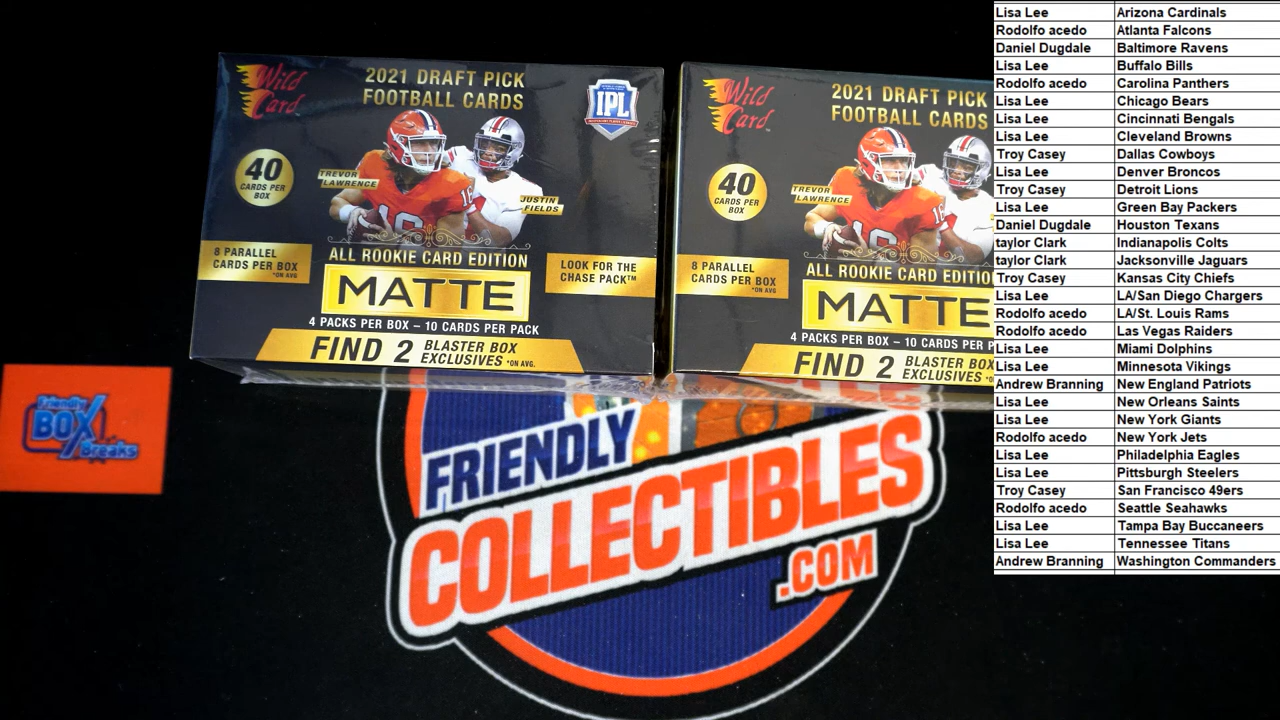 Wild
Card
2021 DRAFT PICK
FOOTBALL CARDS
IPL
40
CARDS PER
BOX
TREVOR
LAWRENCE
JUSTIN
FIELDS
16
8 PARALLEL
CARDS PER BOX
*ON AVG
ALL ROOKIE CARD EDITION
LOOK FOR THE
CHASE PACK™
MATTE
4 PACKS PER BOX – 10 CARDS PER PACK
FIND 2 BLASTER BOX
EXCLUSIVES *ON AVG.
Wild
Card
2021 DRAFT PICK
FOOTBALL CARDS
40
CARDS PER
BOX
TREVOR
LAWRENCE
16
8 PARALLEL
CARDS PER BOX
*ON AVG
ALL ROOKIE CARD EDITIO
MATTE
4 PACKS PER BOX – 10 CARDS PER P
FIND 2 BLASTER BOX
EXCLUSIVES
Friendly
BOX
Breaks
FRIENDLY
COLLECTIBLES
.COM
Lisa Lee Arizona Cardinals
Rodolfo acedo Atlanta Falcons
Daniel Dugdale Baltimore Ravens
Lisa Lee Buffalo Bills
Rodolfo acedo Carolina Panthers
Lisa Lee Chicago Bears
Lisa Lee Cincinnati Bengals
Lisa Lee Cleveland Browns
Troy Casey Dallas Cowboys
Lisa Lee Denver Broncos
Troy Casey Detroit Lions
Lisa Lee Green Bay Packers
Daniel Dugdale Houston Texans
taylor Clark Indianapolis Colts
taylor Clark Jacksonville Jaguars
Troy Casey Kansas City Chiefs
Lisa Lee LA/San Diego Chargers
Rodolfo acedo LA/St. Louis Rams
Rodolfo acedo Las Vegas Raiders
Lisa Lee Miami Dolphins
Lisa Lee Minnesota Vikings
Andrew Branning New England Patriots
Lisa Lee New Orleans Saints
Lisa Lee New York Giants
Rodolfo acedo New York Jets
Lisa Lee Philadelphia Eagles
Lisa Lee Pittsburgh Steelers
Troy Casey San Francisco 49ers
Rodolfo acedo Seattle Seahawks
Lisa Lee Tampa Bay Buccaneers
Lisa Lee Tennessee Titans
Andrew Branning Washington Commanders